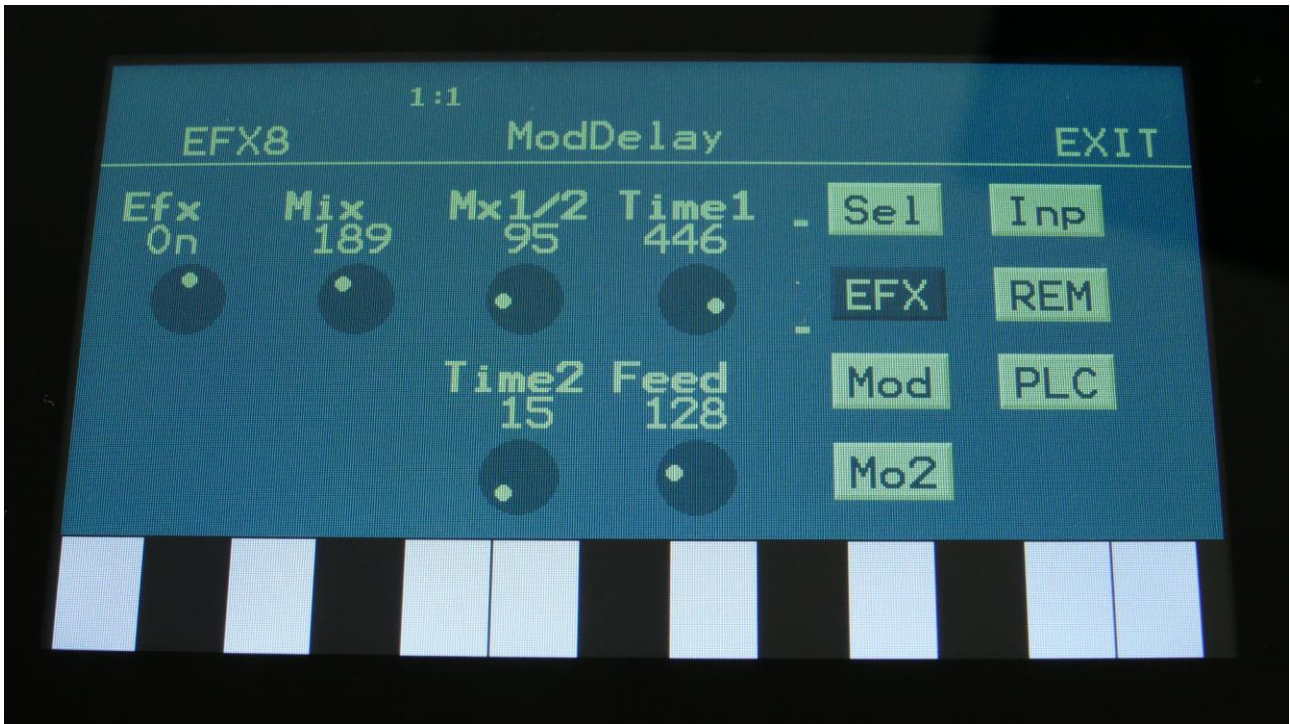 1:1
EFX8 ModDelay EXIT
Efx Mix Mx1/2 Time1 Sel Inp
On 189 95 446
EFX REM
Time2 Feed Mod PLC
15 128
Mo2